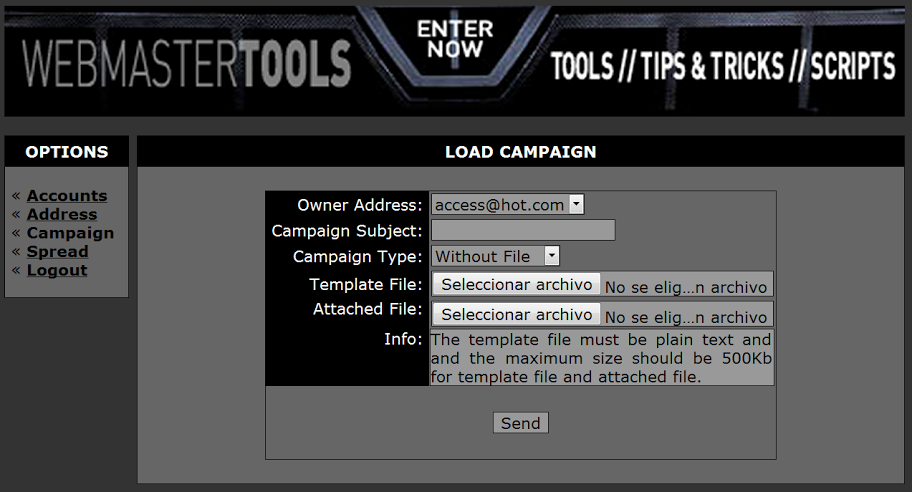 WEBMASTERTOOLS
ENTER
NOW
TOOLS // TIPS & TRICKS // SCRIPTS
OPTIONS
« Accounts
« Address
« Campaign
« Spread
« Logout
LOAD CAMPAIGN
Owner Address: access@hot.com
Campaign Subject:
Campaign Type: Without File
Template File: Seleccionar archivo No se elig...n archivo
Attached File: Seleccionar archivo No se elig...n archivo
Info: The template file must be plain text and
and the maximum size should be 500Kb
for template file and attached file.
Send